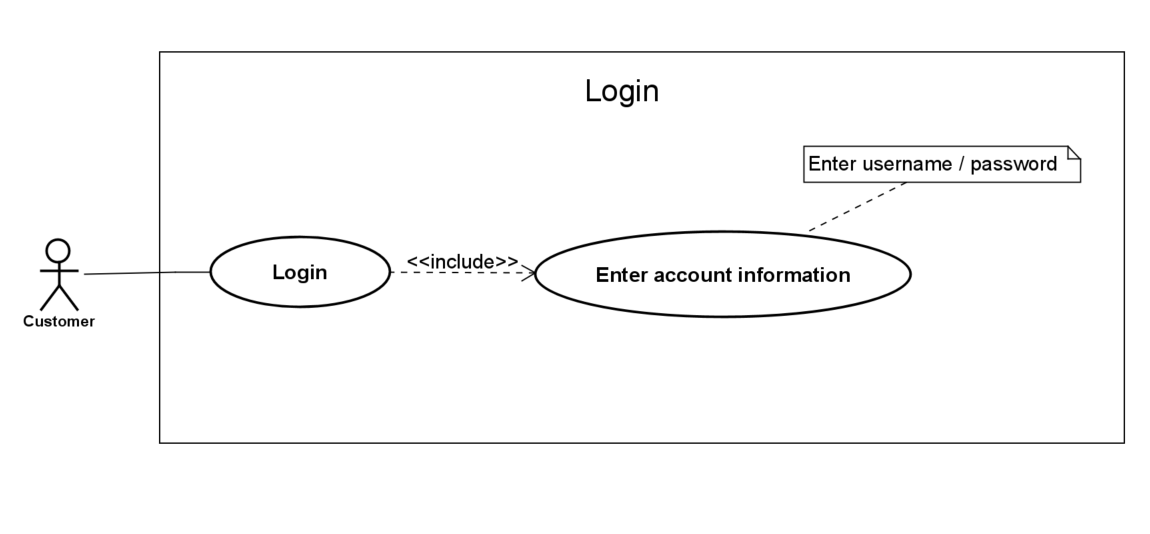 Login
Enter username / password
Login
<<include>>
Enter account information
Customer